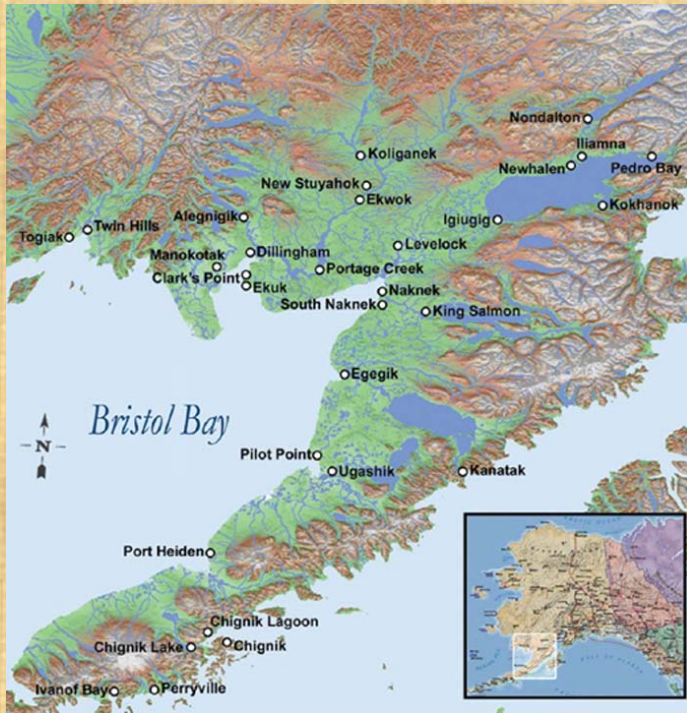 Nondalton
Iliamna
Koliganek
Newhalen
Pedro Bay
New Stuyahok
Ekwok
Kokhanok
Alegnigik
Igiugig
Twin Hills
Togiak
Levelock
Dillingham
Manokotak
Portage Creek
Clark's Point
Ekuk
Naknek
South Naknek
King Salmon
Egegik
Bristol Bay
N
Pilot Point
Ugashik
Kanatak
Port Heiden
Chignik Lagoon
Chignik Lake
Chignik
Ivanof Bay
Perryville